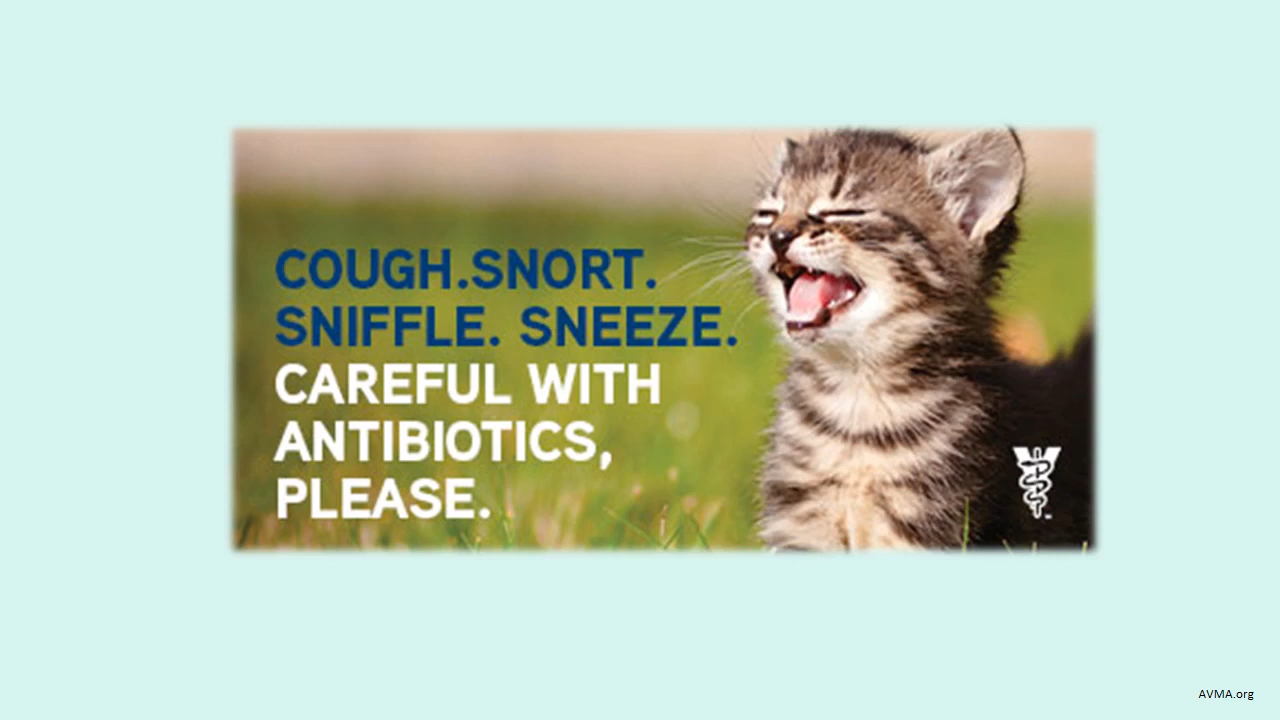 COUGH.SNORT.
SNIFFLE. SNEEZE.
CAREFUL WITH
ANTIBIOTICS,
PLEASE.
AVMA.org